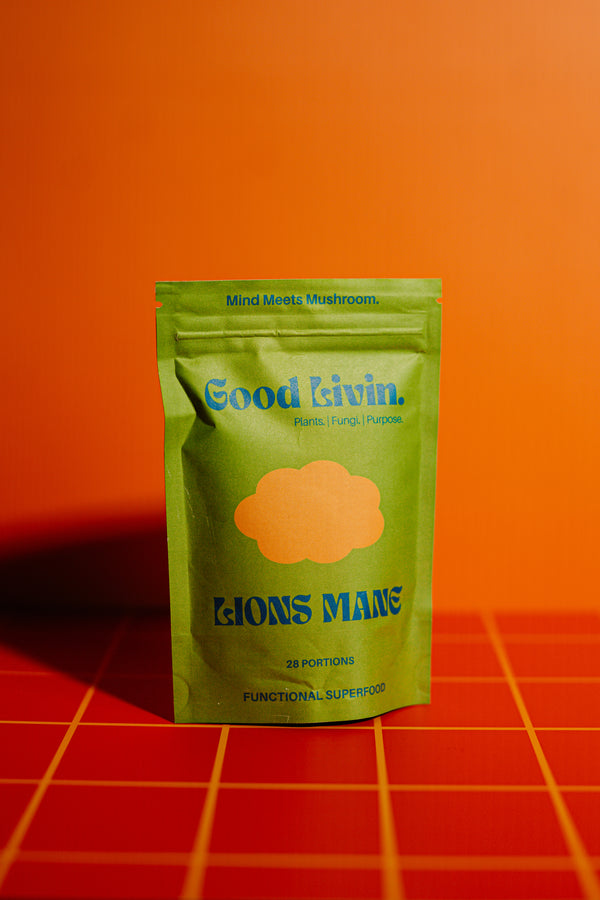 Mind Meets Mushroom.
Good Livin.
Plants. | Fungi. | Purpose.
LIONS MANE
28 PORTIONS
FUNCTIONAL SUPERFOOD